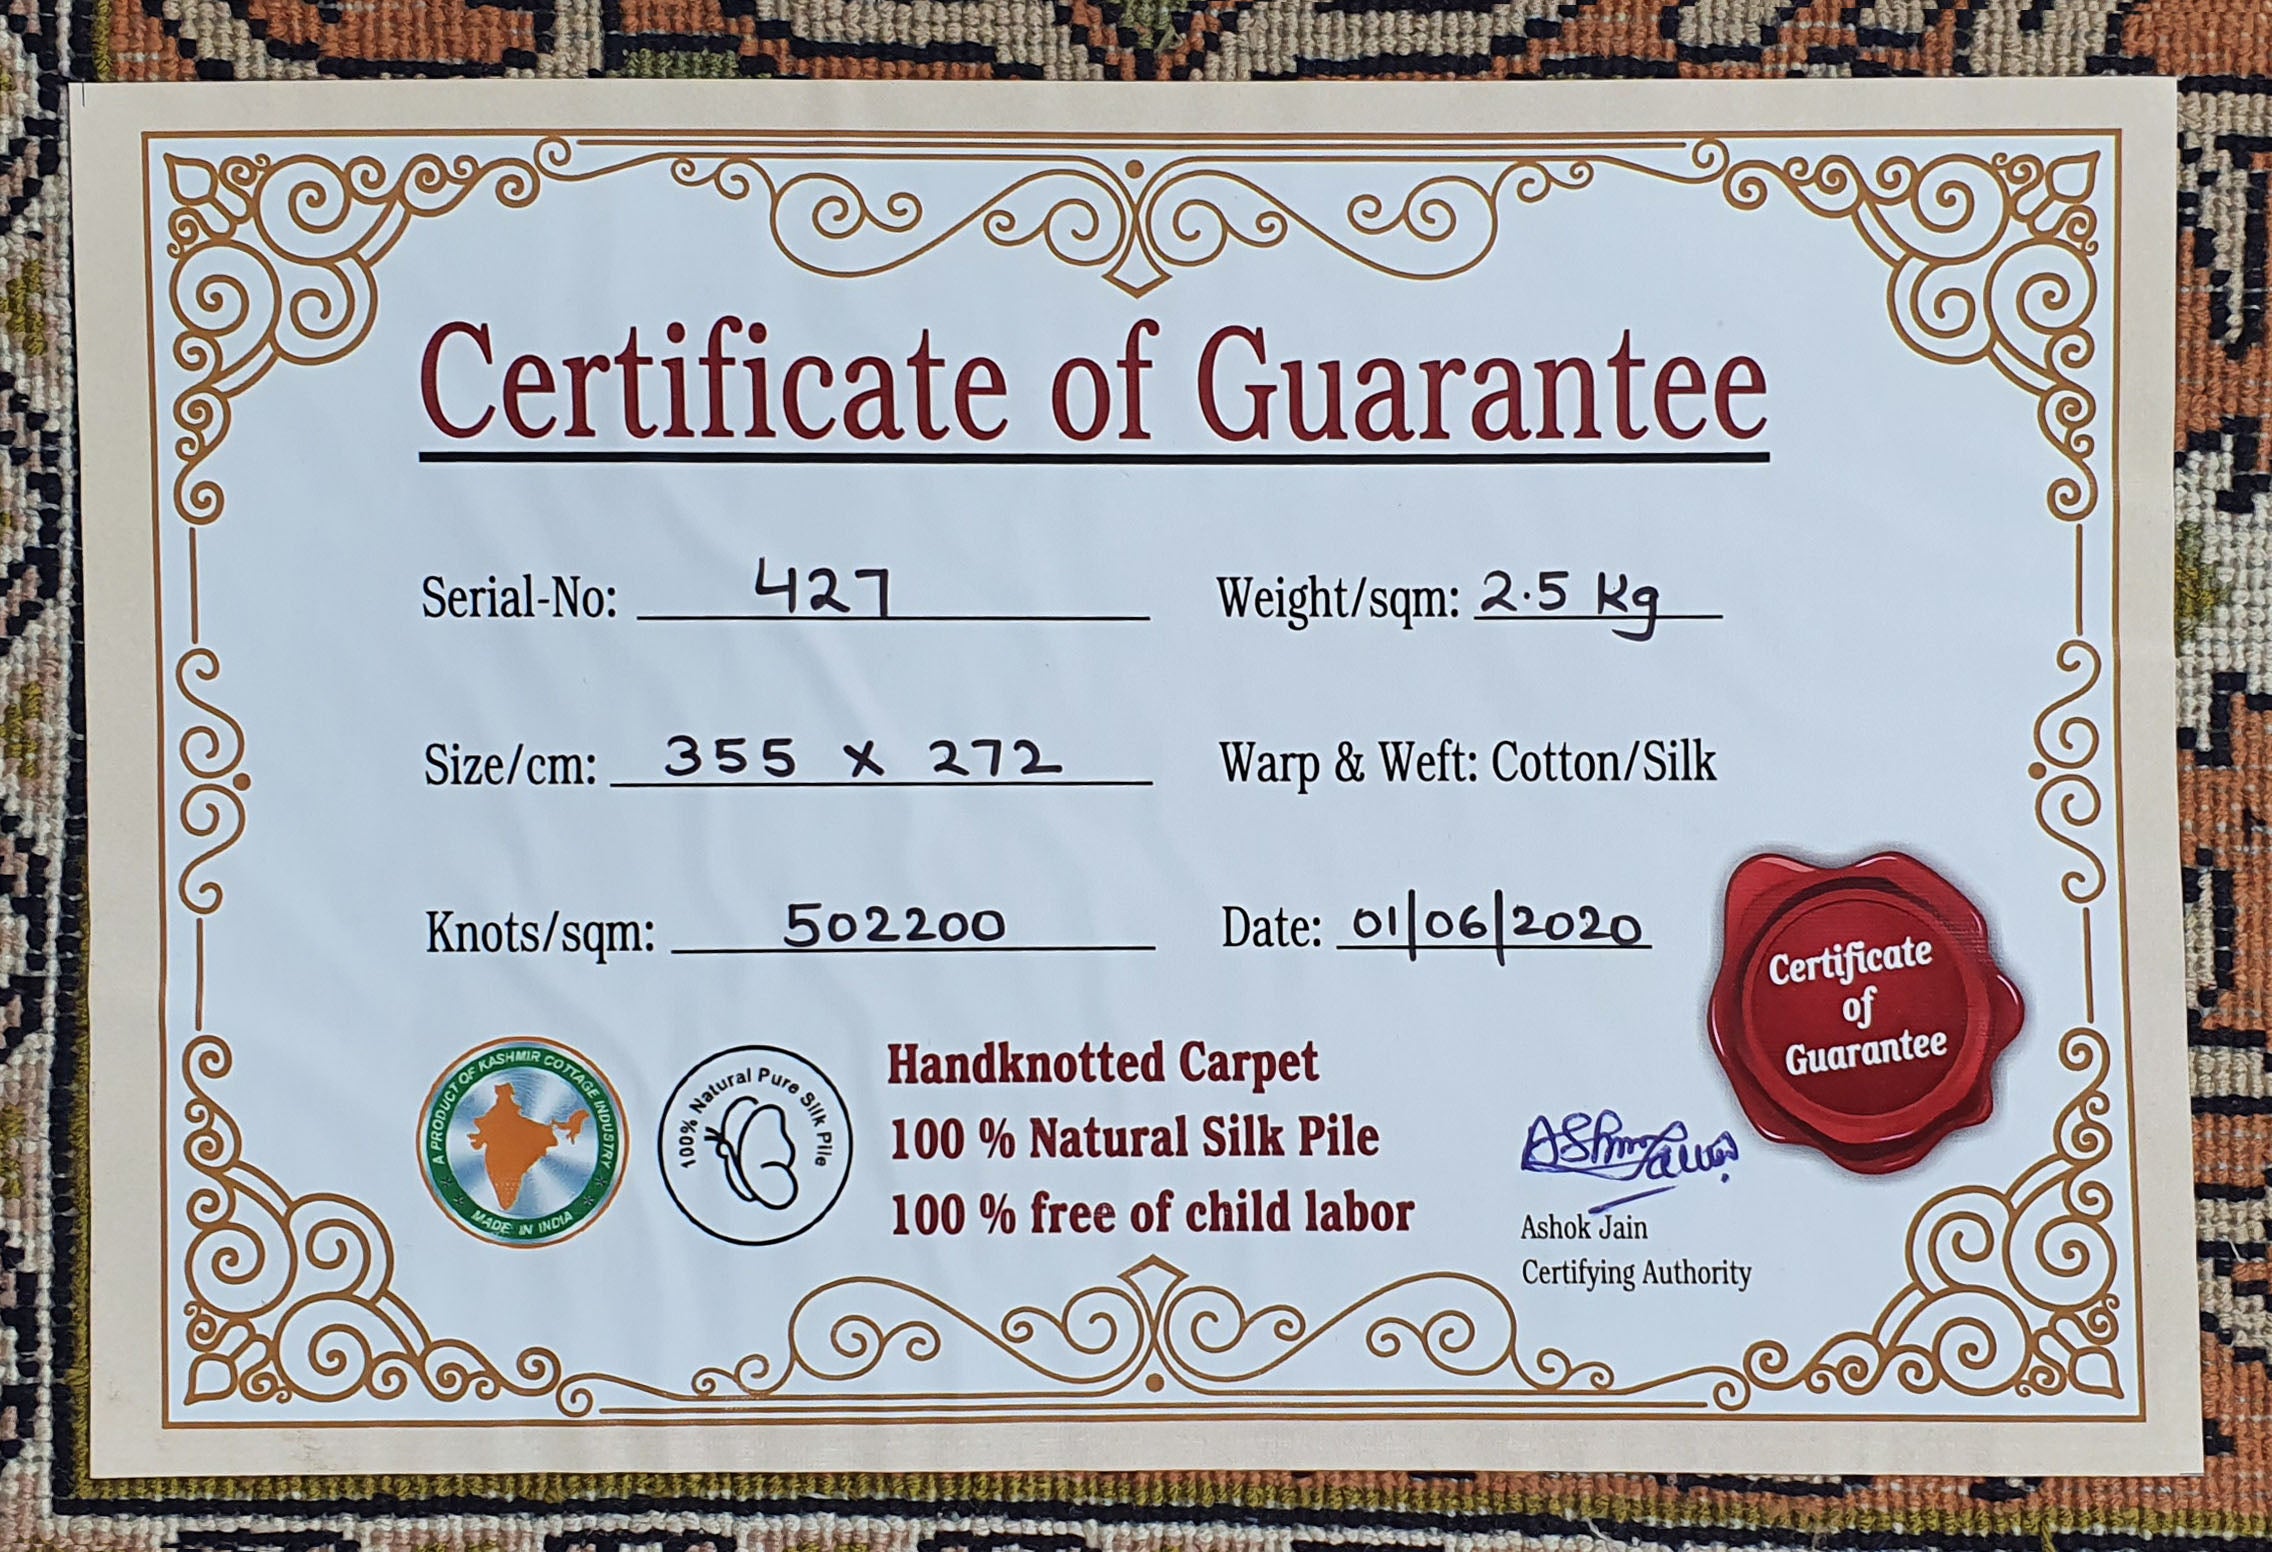 Certificate of Guarantee
Serial-No: 427
Weight/sqm: 2.5 Kg
Size/cm: 355 x 272
Warp & Weft: Cotton/Silk
Knots/sqm: 502200
Date: 01/06/2020
Certificate
of
Guarantee
A PRODUCT OF KASHMIR COTTAGE INDUSTRY
MADE IN INDIA
100% Natural Pure Silk Pile
Handknotted Carpet
100 % Natural Silk Pile
100 % free of child labor
Ashok Jain
Certifying Authority